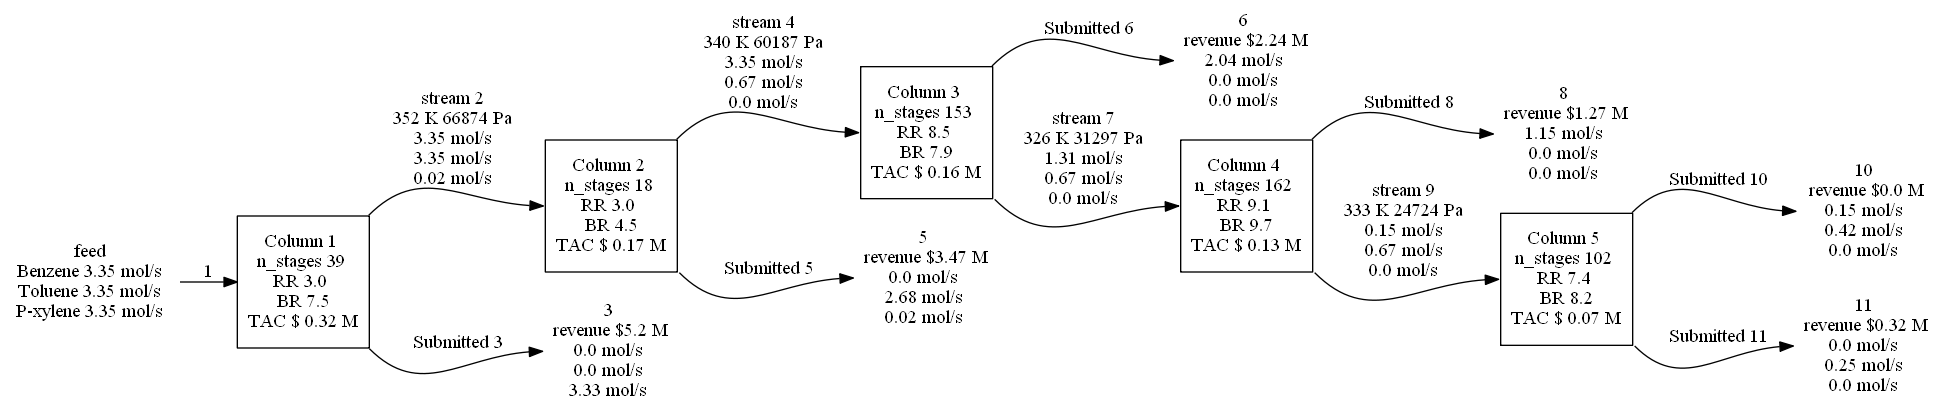 feed
Benzene 3.35 mol/s
Toluene 3.35 mol/s
P-xylene 3.35 mol/s
1
Column 1
n_stages 39
RR 3.0
BR 7.5
TAC $ 0.32 M
stream 2
352 K 66874 Pa
3.35 mol/s
3.35 mol/s
0.02 mol/s
Submitted 3
3
revenue $5.2 M
0.0 mol/s
0.0 mol/s
3.33 mol/s
Column 2
n_stages 18
RR 3.0
BR 4.5
TAC $ 0.17 M
stream 4
340 K 60187 Pa
3.35 mol/s
0.67 mol/s
0.0 mol/s
Submitted 5
5
revenue $3.47 M
0.0 mol/s
2.68 mol/s
0.02 mol/s
Column 3
n_stages 153
RR 8.5
BR 7.9
TAC $ 0.16 M
Submitted 6
6
revenue $2.24 M
2.04 mol/s
0.0 mol/s
0.0 mol/s
stream 7
326 K 31297 Pa
1.31 mol/s
0.67 mol/s
0.0 mol/s
Column 4
n_stages 162
RR 9.1
BR 9.7
TAC $ 0.13 M
Submitted 8
8
revenue $1.27 M
1.15 mol/s
0.0 mol/s
0.0 mol/s
stream 9
333 K 24724 Pa
0.15 mol/s
0.67 mol/s
0.0 mol/s
Column 5
n_stages 102
RR 7.4
BR 8.2
TAC $ 0.07 M
Submitted 10
10
revenue $0.0 M
0.15 mol/s
0.42 mol/s
0.0 mol/s
Submitted 11
11
revenue $0.32 M
0.0 mol/s
0.25 mol/s
0.0 mol/s